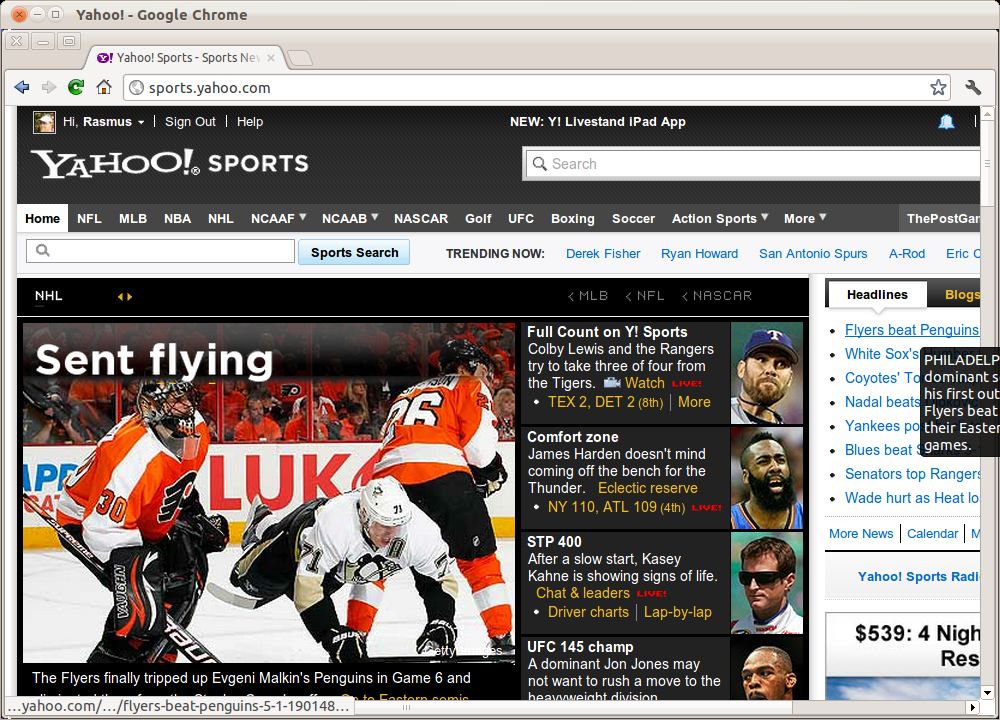 Yahoo! - Google Chrome
Yahoo! Sports - Sports Nev
sports.yahoo.com
Hi, Rasmus
Sign Out
Help
NEW: Y! Livestand iPad App
YAHOO!® SPORTS
Search
Home NFL MLB NBA NHL NCAAF NCAAB NASCAR Golf UFC Boxing Soccer Action Sports More ThePostGam
Sports Search
TRENDING NOW: Derek Fisher Ryan Howard San Antonio Spurs A-Rod Eric C
NHL
MLB NFL NASCAR
Sent flying
30
26
LUKO
71
71
VAUGHN
Getty Images
The Flyers finally tripped up Evgeni Malkin's Penguins in Game 6 and
Full Count on Y! Sports
Colby Lewis and the Rangers
try to take three of four from
the Tigers. Watch LIVE!
• TEX 2, DET 2 (8th) | More
Comfort zone
James Harden doesn't mind
coming off the bench for the
Thunder. Eclectic reserve
• NY 110, ATL 109 (4th) LIVE!
STP 400
After a slow start, Kasey
Kahne is showing signs of life.
Chat & leaders LIVE!
• Driver charts | Lap-by-lap
UFC 145 champ
A dominant Jon Jones may
not want to rush a move to the
heavyweight division.
Headlines
Blogs
• Flyers beat Penguins
• White Sox's
• Coyotes' To
• Nadal beats
• Yankees po
• Blues beat S
• Senators top Rangers
• Wade hurt as Heat lo
PHILADELP
dominant s
his first out
Flyers beat
their Easter
games.
More News | Calendar | M
Yahoo! Sports Radi
$539: 4 Nigh
Res
...yahoo.com/.../flyers-beat-penguins-5-1-190148...